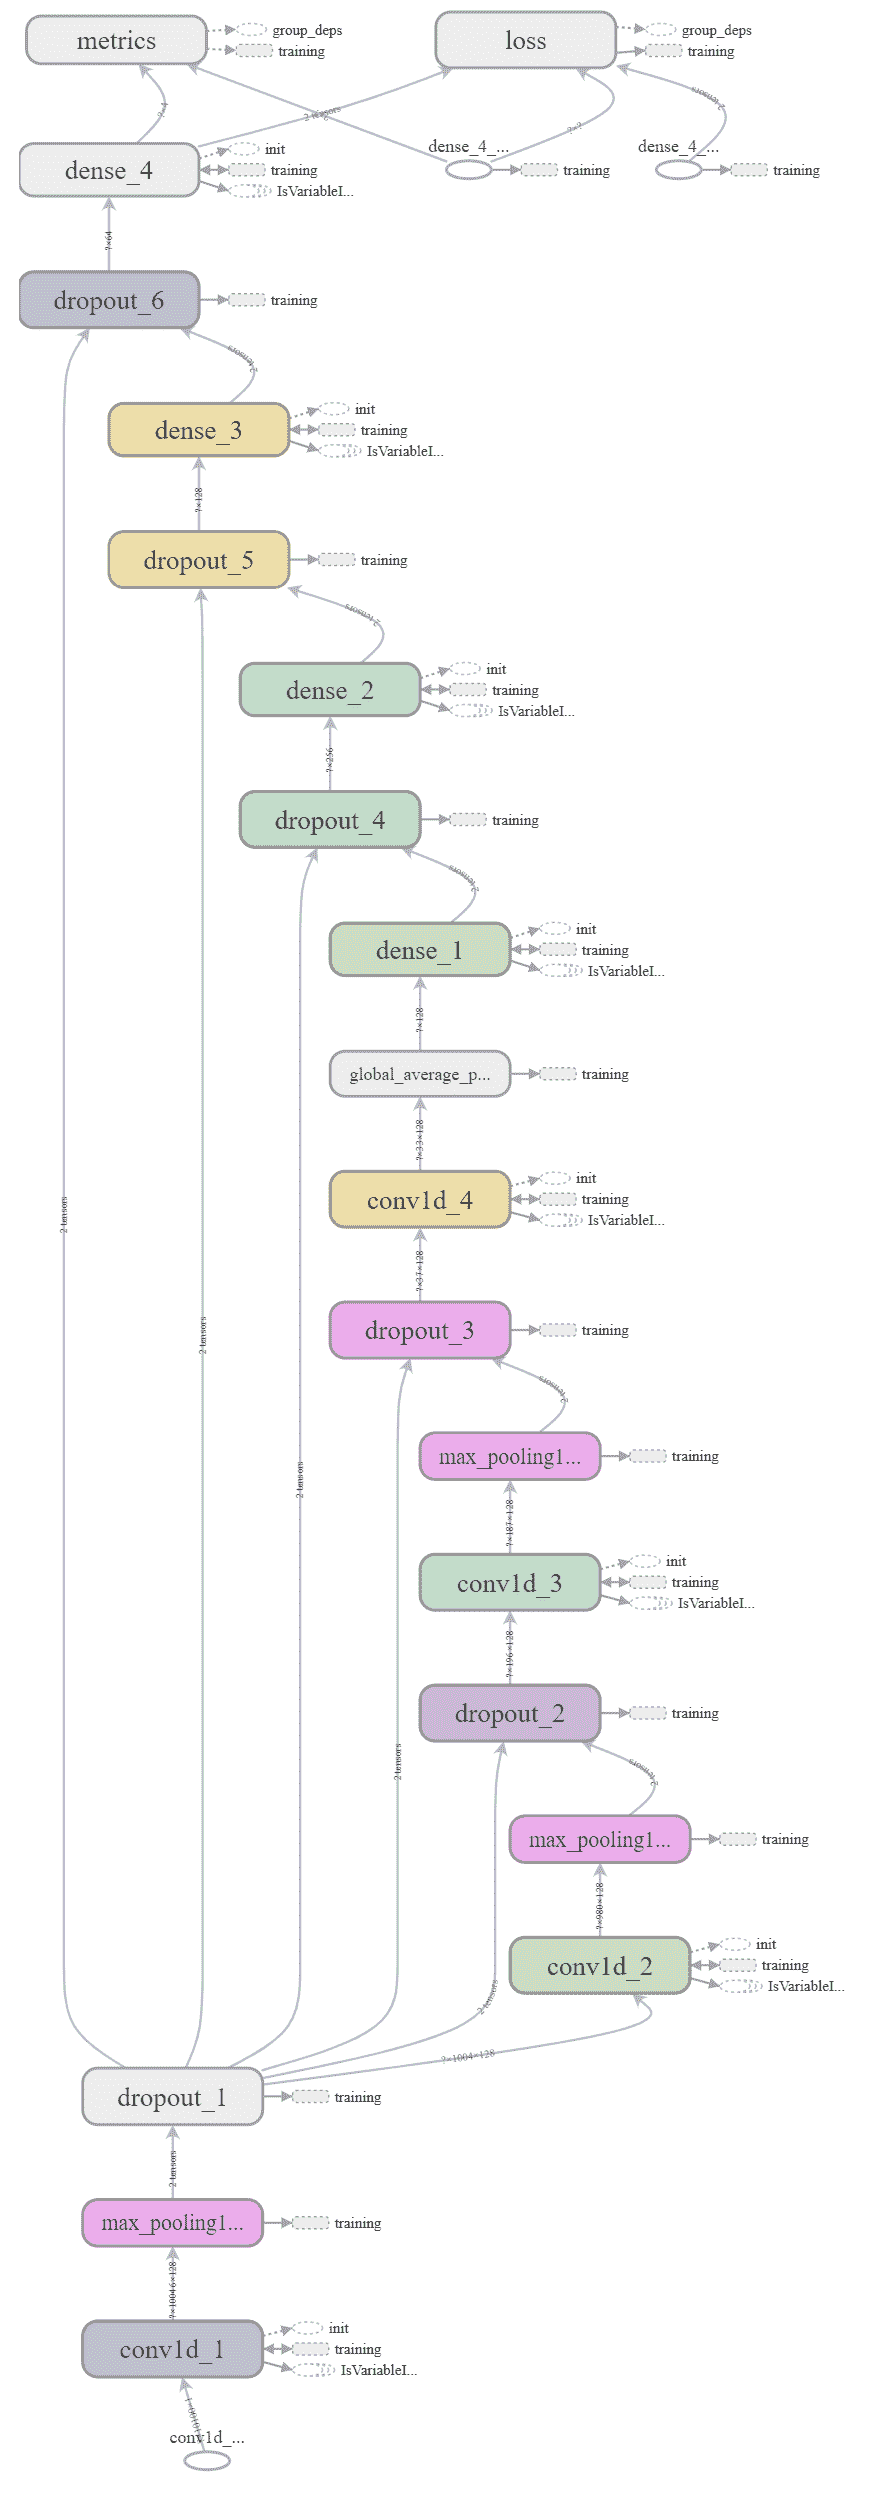 metrics
group_deps
training
loss
group_deps
training
?×4
2 tensors
?×?
2 tensors
dense_4
init
training
IsVariableI...
dense_4_...
training
dense_4_...
training
?×64
dropout_6
training
2 tensors
dense_3
init
training
IsVariableI...
?×128
dropout_5
training
2 tensors
dense_2
init
training
IsVariableI...
?×256
dropout_4
training
2 tensors
dense_1
init
training
IsVariableI...
?×128
global_average_p...
training
?×33×128
conv1d_4
init
training
IsVariableI...
2 tensors
?×37×128
dropout_3
training
2 tensors
2 tensors
max_pooling1...
training
2 tensors
?×187×128
conv1d_3
init
training
IsVariableI...
?×196×128
dropout_2
training
2 tensors
2 tensors
max_pooling1...
training
?×980×128
conv1d_2
init
training
IsVariableI...
2 tensors
?×1004×128
dropout_1
training
2 tensors
max_pooling1...
training
?×10046×128
conv1d_1
init
training
IsVariableI...
conv1d_...